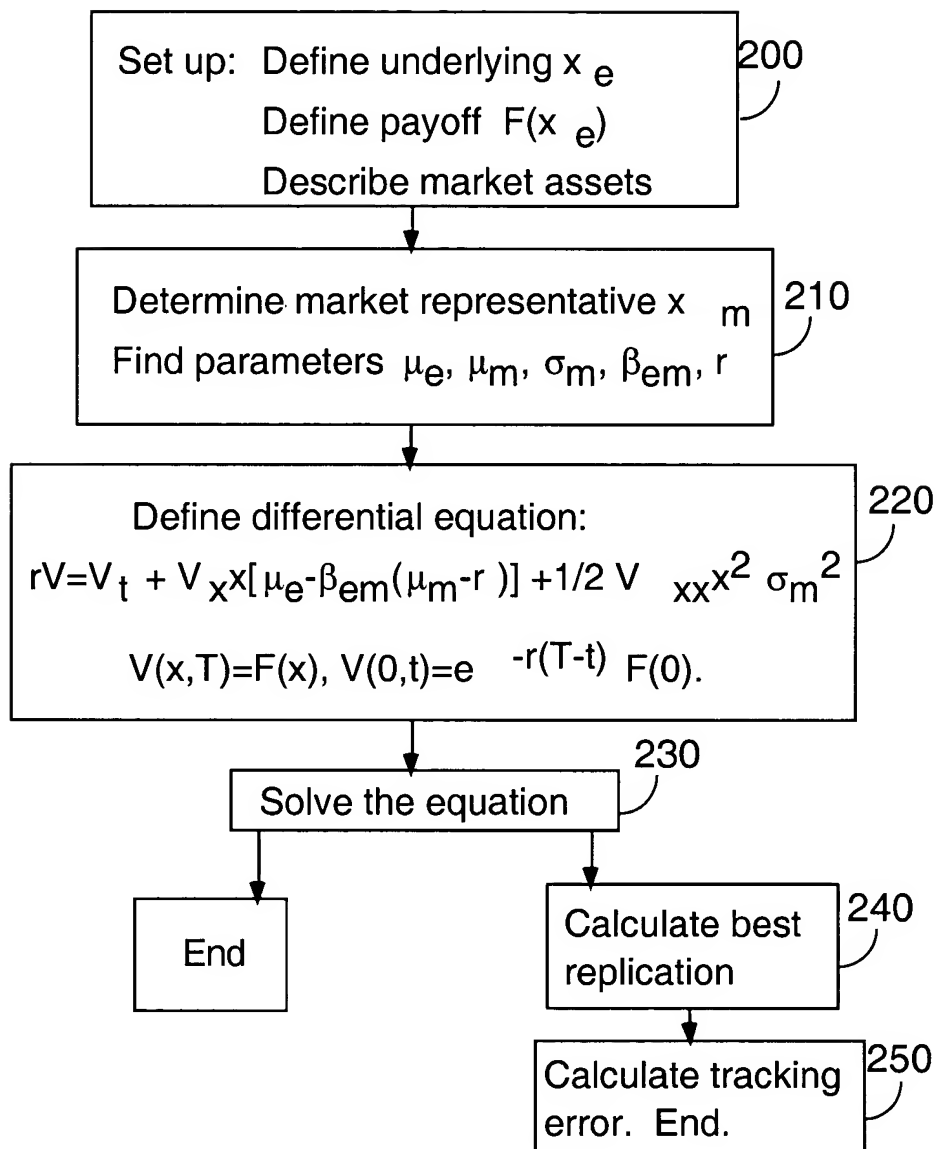 Set up: Define underlying x e
Define payoff F(x e)
Describe market assets
200
Determine market representative x m
Find parameters μe, μm, σm, βem, r
210
Define differential equation:
rV=Vt + Vxx[μe-βem(μm-r )] +1/2 V xxx² σm²
V(x,T)=F(x), V(0,t)=e -r(T-t) F(0).
220
Solve the equation
230
End
Calculate best
replication
240
Calculate tracking
error. End.
250